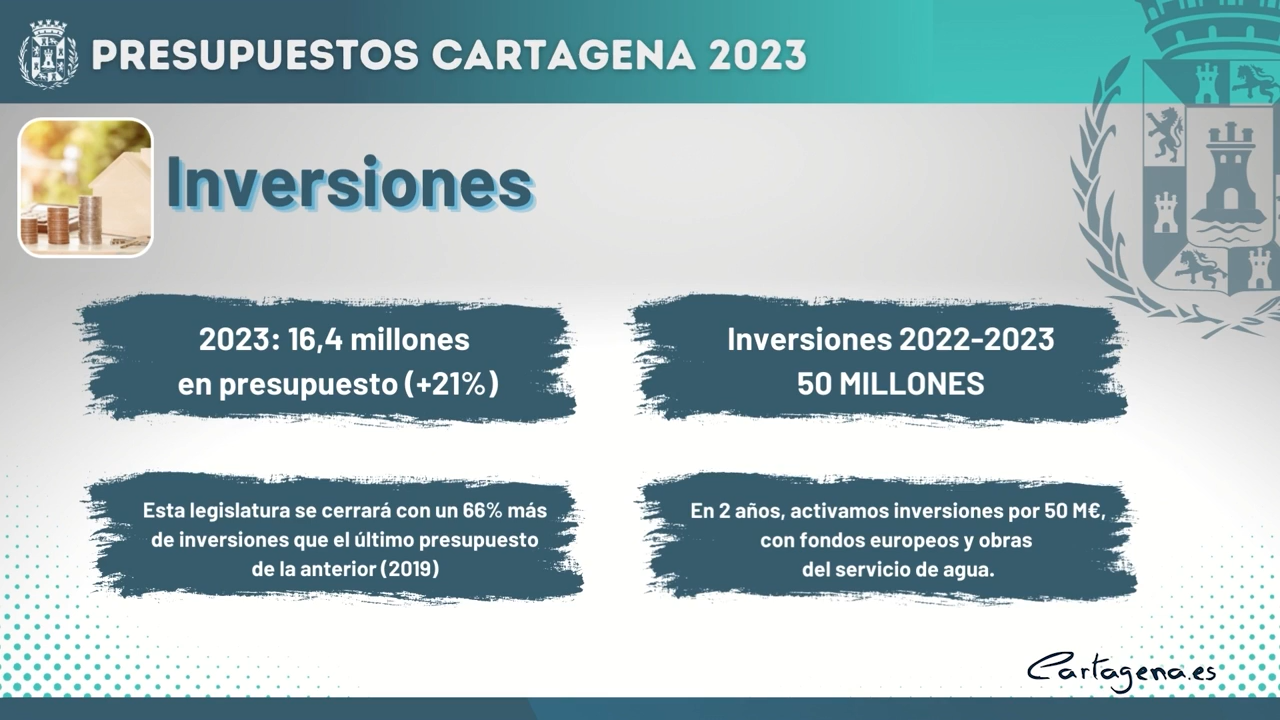 PRESUPUESTOS CARTAGENA 2023
Inversiones
2023: 16,4 millones
en presupuesto (+21%)
Inversiones 2022-2023
50 MILLONES
Esta legislatura se cerrará con un 66% más
de inversiones que el último presupuesto
de la anterior (2019)
En 2 años, activamos inversiones por 50 M€,
con fondos europeos y obras
del servicio de agua.
Cartagena.es